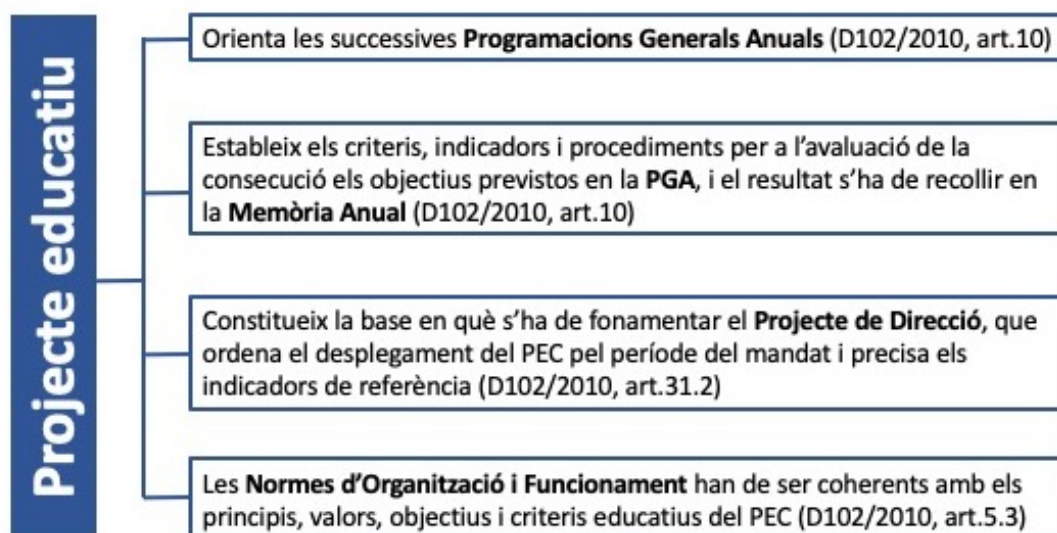 Projecte educatiu
Orienta les successives Programacions Generals Anuals (D102/2010, art.10)
Estableix els criteris, indicadors i procediments per a l’avaluació de la
consecució els objectius previstos en la PGA, i el resultat s’ha de recollir en
la Memòria Anual (D102/2010, art.10)
Constitueix la base en què s’ha de fonamentar el Projecte de Direcció, que
ordena el desplegament del PEC pel període del mandat i precisa els
indicadors de referència (D102/2010, art.31.2)
Les Normes d’Organització i Funcionament han de ser coherents amb els
principis, valors, objectius i criteris educatius del PEC (D102/2010, art.5.3)